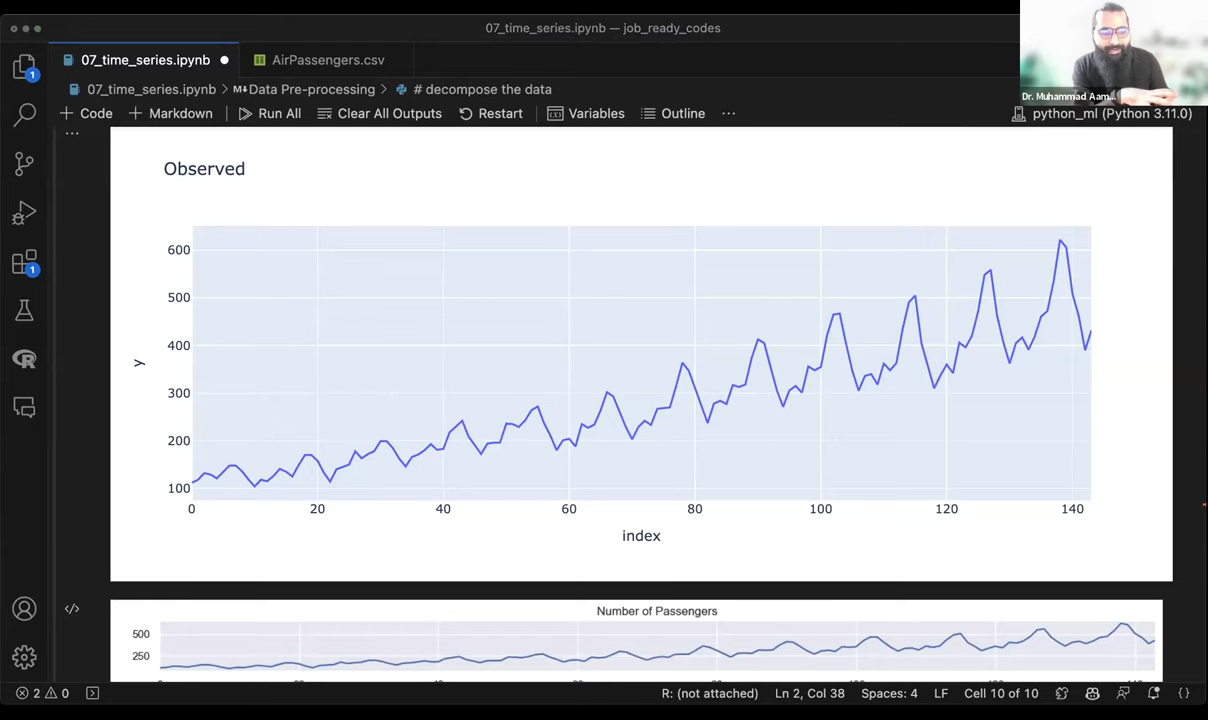 07_time_series.ipynb — job_ready_codes
07_time_series.ipynb
AirPassengers.csv
07_time_series.ipynb > M↓Data Pre-processing > # decompose the data
+ Code + Markdown Run All Clear All Outputs Restart Variables Outline ...
python_ml (Python 3.11.0)
Dr. Muhammad Aam...
1
1
R
...
Observed
600
500
400
300
200
100
y
0 20 40 60 80 100 120 140
index
</>
Number of Passengers
500
250
2 0
R: (not attached) Ln 2, Col 38 Spaces: 4 LF Cell 10 of 10 {}